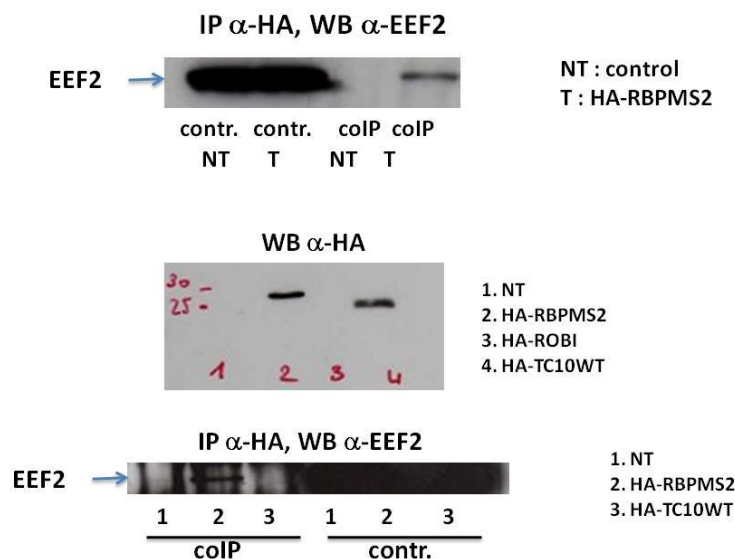 IP α-HA, WB α-EEF2
EEF2
NT : control
T : HA-RBPMS2
contr. contr. coIP coIP
NT T NT T
WB α-HA
30 -
25 -
1 2 3 4
1. NT
2. HA-RBPMS2
3. HA-ROBI
4. HA-TC10WT
IP α-HA, WB α-EEF2
EEF2
1 2 3 1 2 3
coIP contr.
1. NT
2. HA-RBPMS2
3. HA-TC10WT